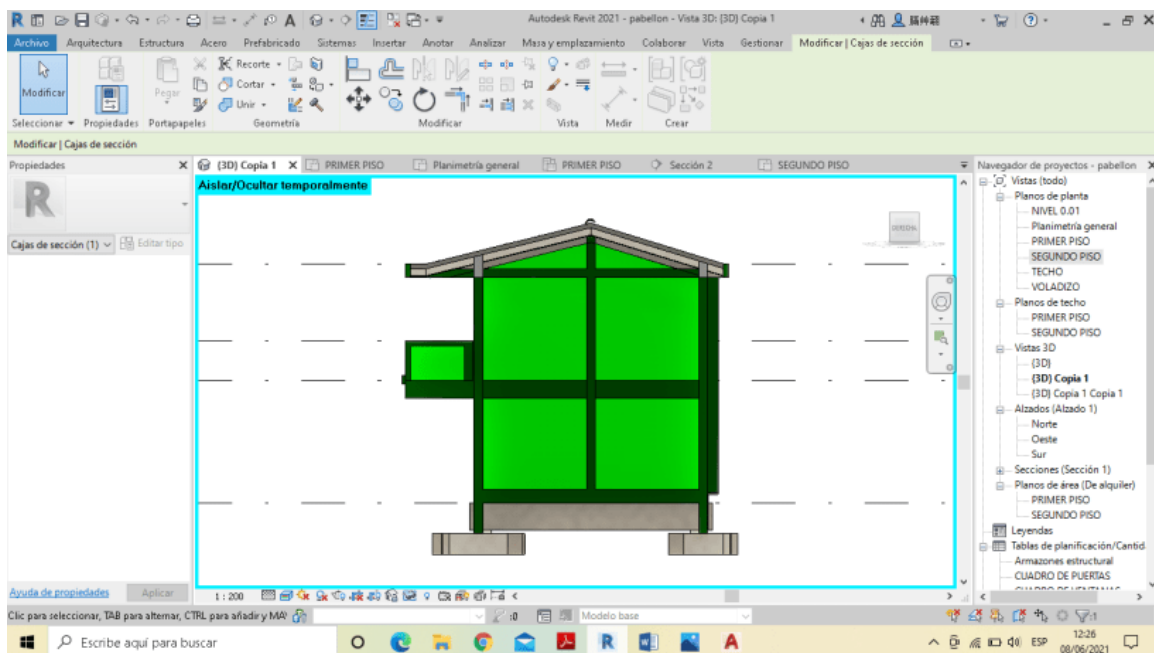 Autodesk Revit 2021 - pabellon - Vista 3D: {3D} Copia 1
Archivo Arquitectura Estructura Acero Prefabricado Sistemas Insertar Anotar Analizar Masa y emplazamiento Colaborar Vista Gestionar Modificar | Cajas de sección
Modificar
Pegar
Recorte
Cortar
Unir
Seleccionar Propiedades Portapapeles Geometría Modificar Vista Medir Crear
Modificar | Cajas de sección
Propiedades
{3D} Copia 1 PRIMER PISO Planimetría general PRIMER PISO Sección 2 SEGUNDO PISO
Navegador de proyectos - pabellon
Aislar/Ocultar temporalmente
Cajas de sección (1) Editar tipo
Vistas (todo)
Planos de planta
NIVEL 0.01
Planimetría general
PRIMER PISO
SEGUNDO PISO
TECHO
VOLADIZO
Planos de techo
PRIMER PISO
SEGUNDO PISO
Vistas 3D
{3D}
{3D} Copia 1
{3D} Copia 1 Copia 1
Alzados (Alzado 1)
Norte
Oeste
Sur
Secciones (Sección 1)
Planos de área (De alquiler)
PRIMER PISO
SEGUNDO PISO
Leyendas
Tablas de planificación/Cantid
Armazones estructural
CUADRO DE PUERTAS
Ayuda de propiedades Aplicar
1 : 200
Clic para seleccionar, TAB para alternar, CTRL para añadir y MA
:0 Modelo base
:1
Escribe aquí para buscar
ESP
12:26
08/06/2021